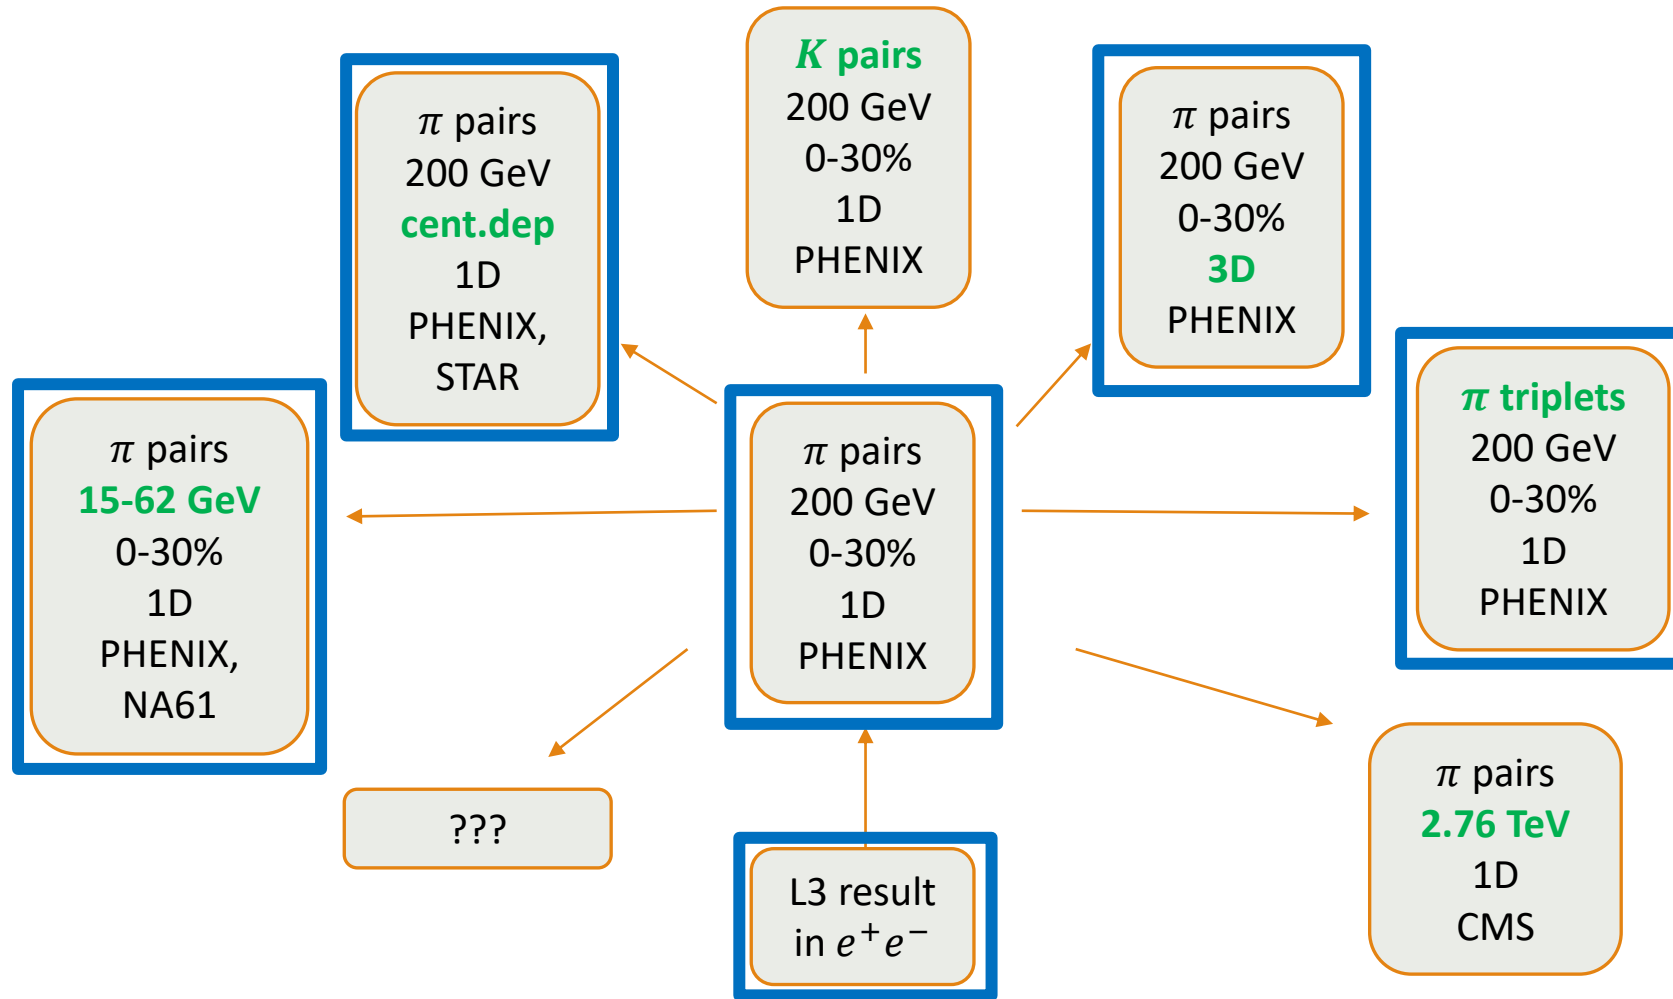 𝑲 pairs
200 GeV
0-30%
1D
PHENIX
𝜋 pairs
200 GeV
cent.dep
1D
PHENIX,
STAR
𝜋 pairs
200 GeV
0-30%
3D
PHENIX
𝜋 pairs
15-62 GeV
0-30%
1D
PHENIX,
NA61
𝜋 pairs
200 GeV
0-30%
1D
PHENIX
𝝅 triplets
200 GeV
0-30%
1D
PHENIX
???
L3 result
in 𝑒⁺𝑒⁻
𝜋 pairs
2.76 TeV
1D
CMS